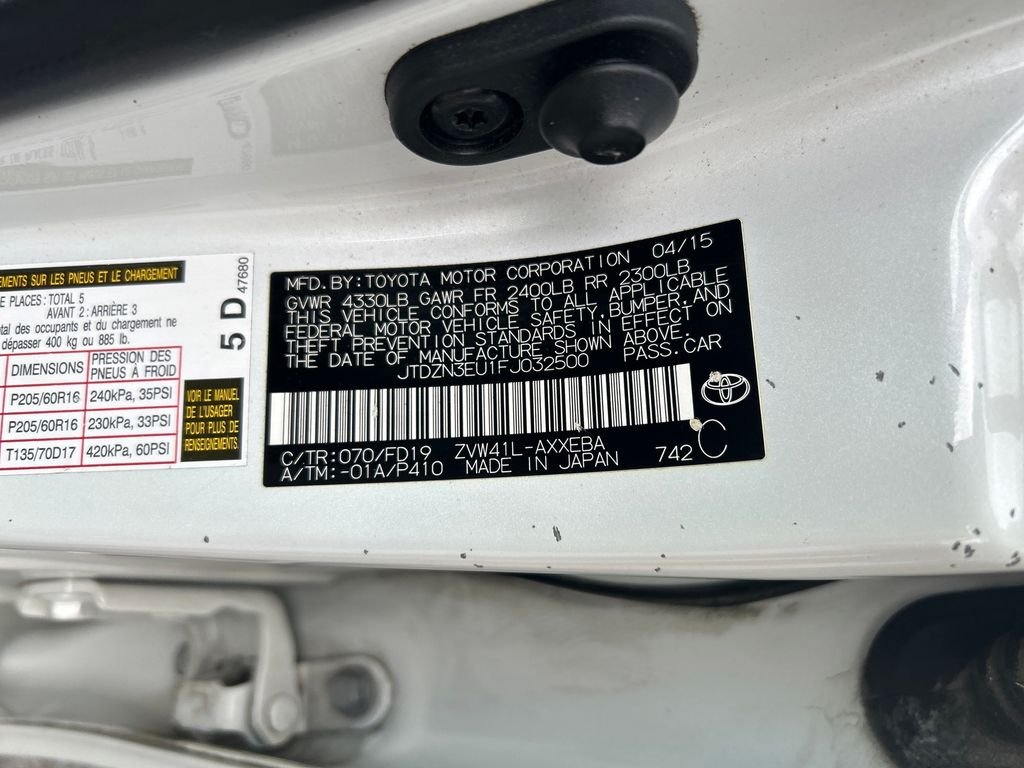 EMENTS SUR LES PNEUS ET LE CHARGEMENT
E PLACES: TOTAL 5
AVANT 2: ARRIÈRE 3
tal des occupants et du chargement ne
dépasser 400 kg ou 885 lb.
DIMENSIONS PRESSION DES PNEUS À FROID
P205/60R16 240kPa, 35PSI
P205/60R16 230kPa, 33PSI
T135/70D17 420kPa, 60PSI
VOIR LE MANUEL
DE L'USAGER
POUR PLUS DE
RENSEIGNEMENTS
5 D
47680
MFD. BY: TOYOTA MOTOR CORPORATION 04/15
GVWR 4330LB GAWR FR 2400LB RR 2300LB
THIS VEHICLE CONFORMS TO ALL APPLICABLE
FEDERAL MOTOR VEHICLE SAFETY, BUMPER, AND
THEFT PREVENTION STANDARDS IN EFFECT ON
THE DATE OF MANUFACTURE SHOWN ABOVE.
JTDZN3EU1FJ032500 PASS. CAR
C/TR: 070/FD19 ZVW41L-AXXEBA
A/TM: -01A/P410 MADE IN JAPAN 742 C